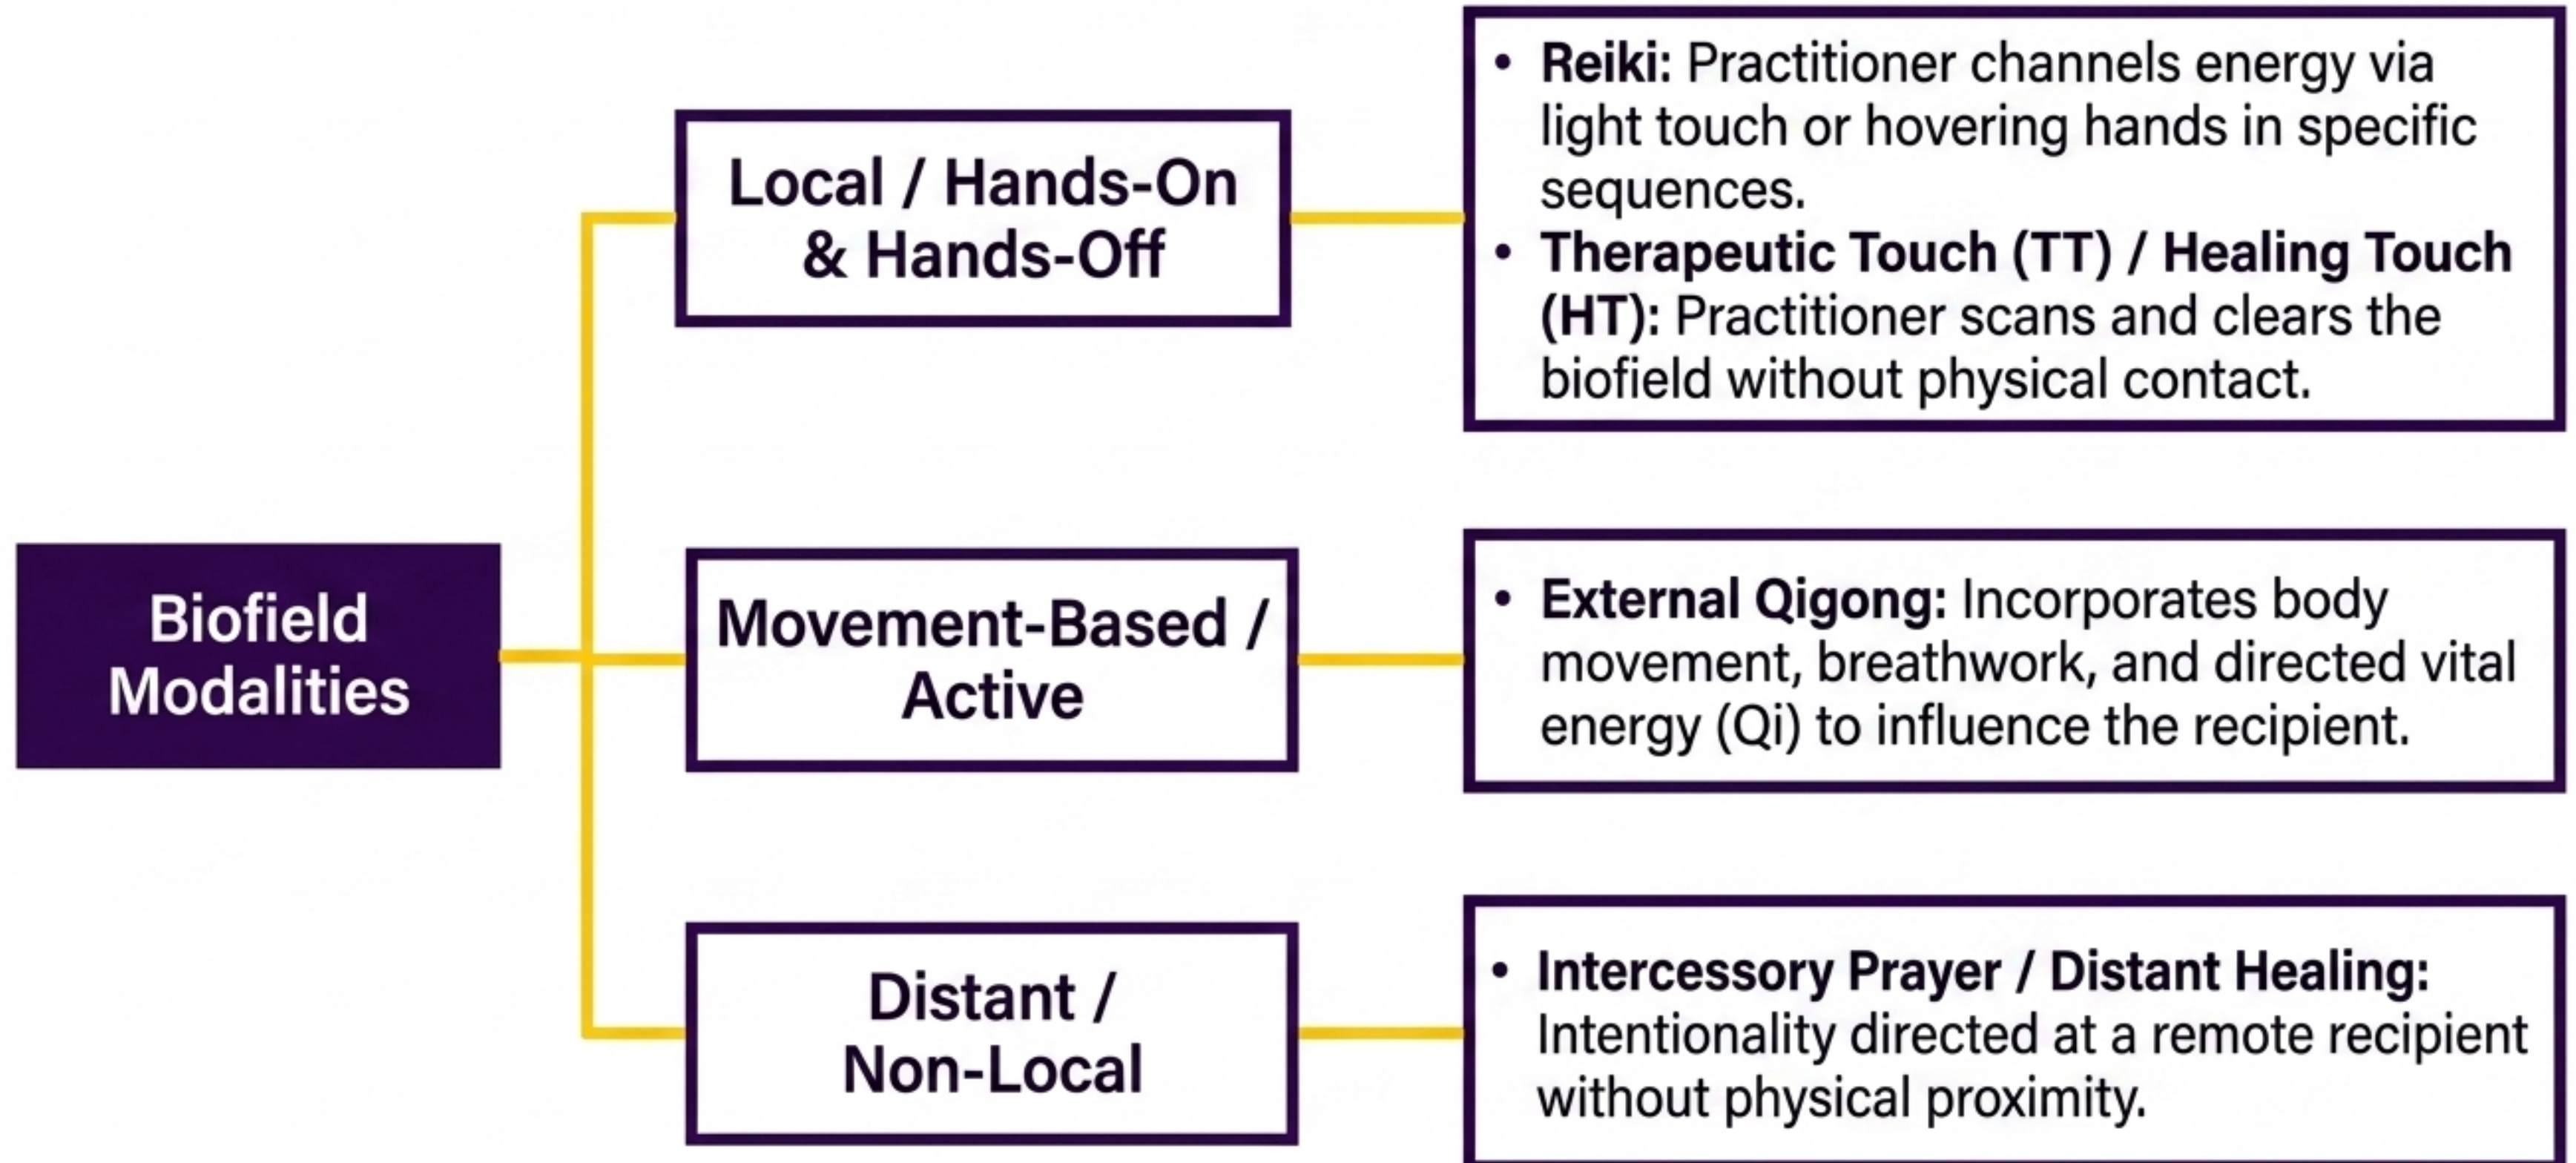 Biofield
Modalities
Local / Hands-On
& Hands-Off
• Reiki: Practitioner channels energy via
light touch or hovering hands in specific
sequences.
• Therapeutic Touch (TT) / Healing Touch
(HT): Practitioner scans and clears the
biofield without physical contact.
Movement-Based /
Active
• External Qigong: Incorporates body
movement, breathwork, and directed vital
energy (Qi) to influence the recipient.
Distant /
Non-Local
• Intercessory Prayer / Distant Healing:
Intentionality directed at a remote recipient
without physical proximity.